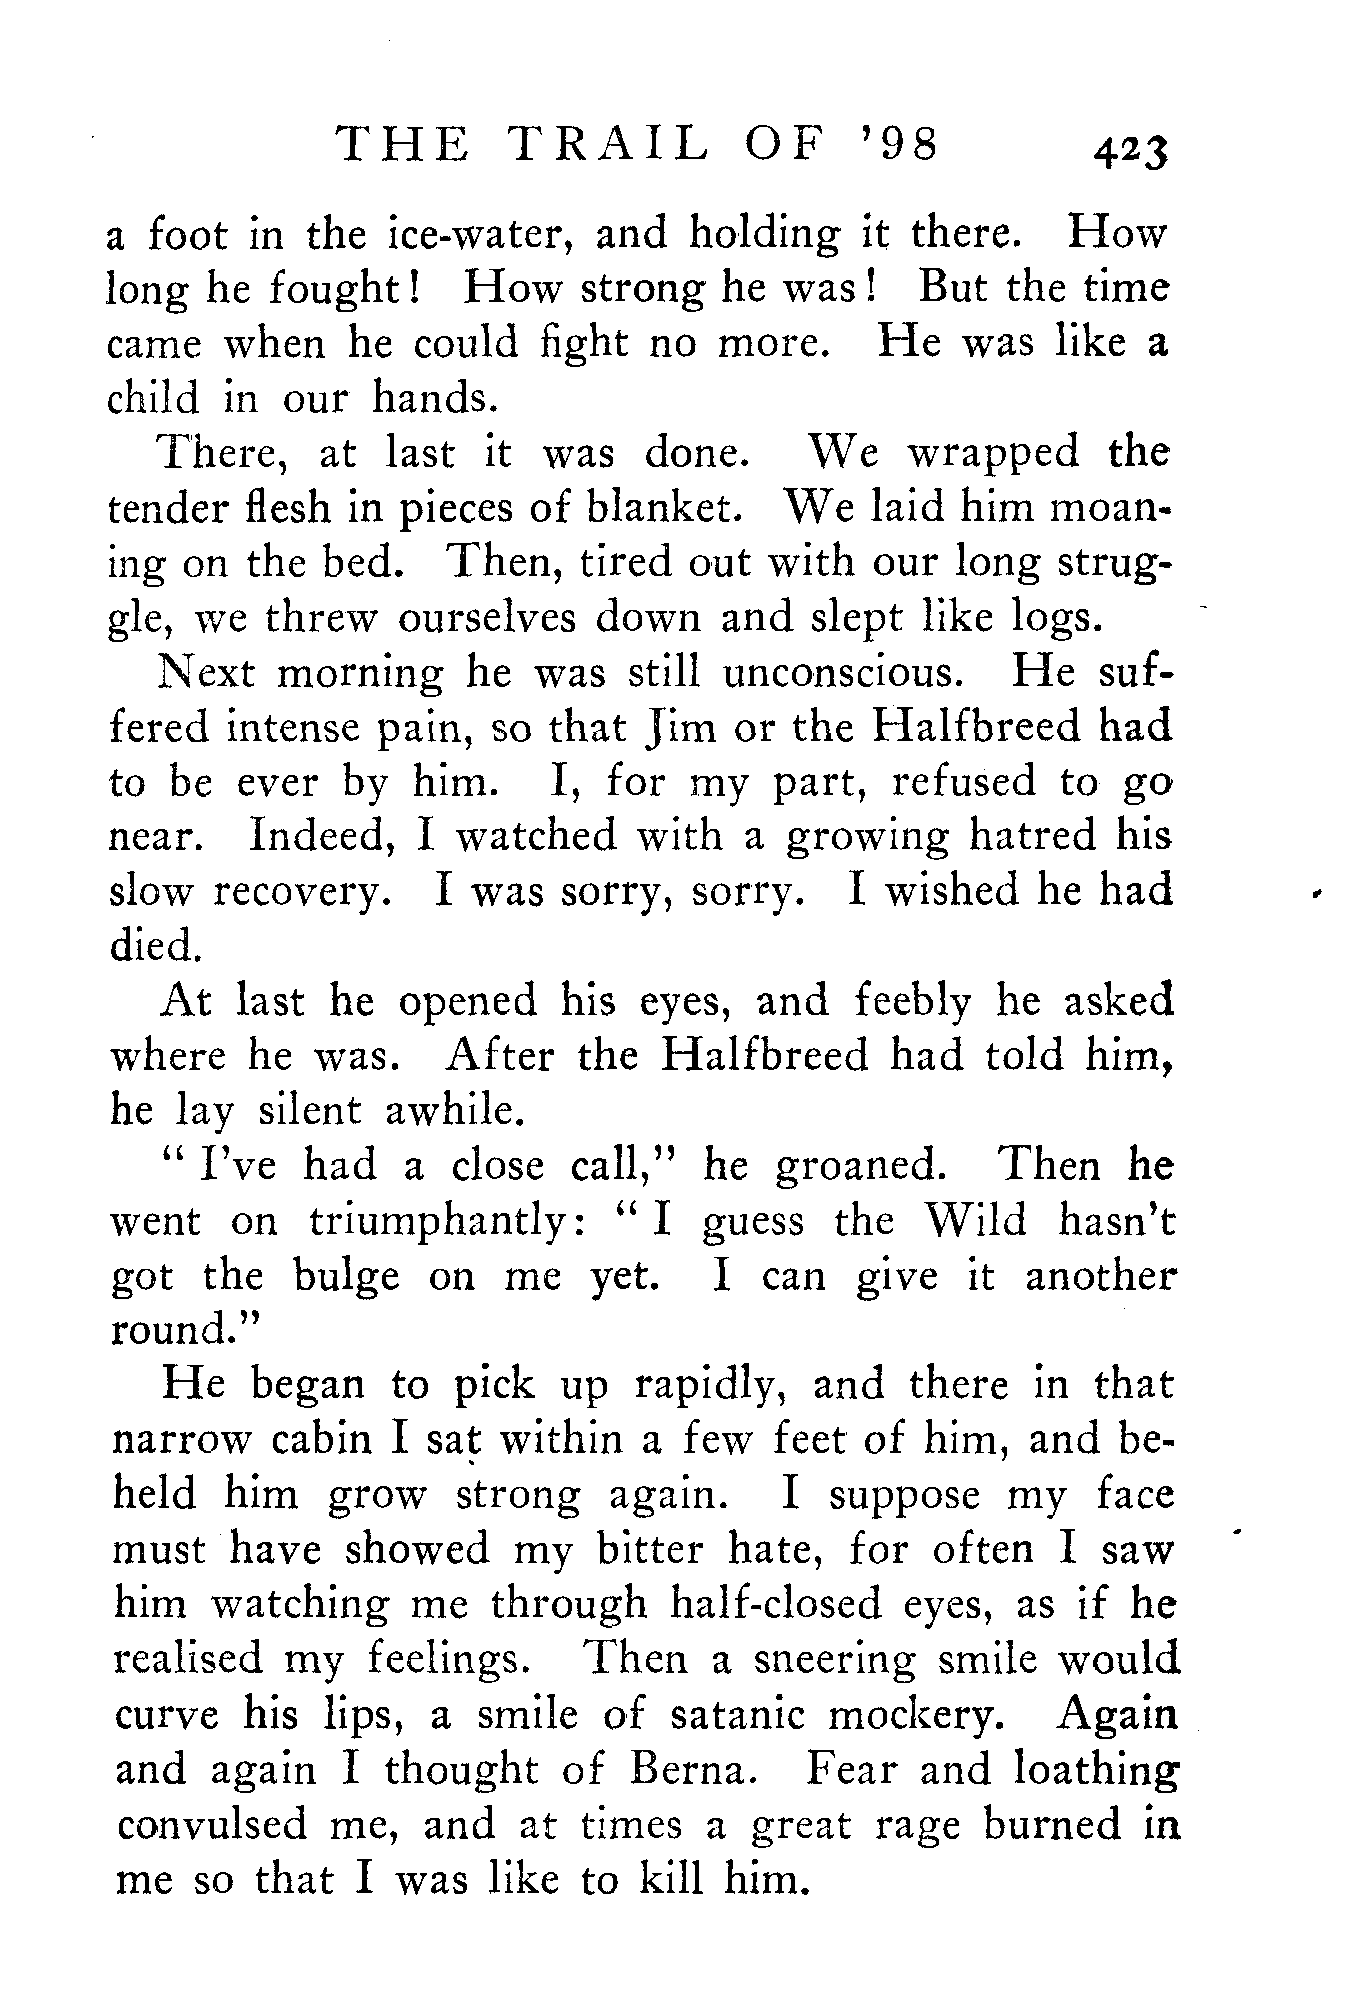 THE TRAIL OF '98 423
a foot in the ice-water, and holding it there. How
long he fought! How strong he was! But the time
came when he could fight no more. He was like a
child in our hands.
There, at last it was done. We wrapped the
tender flesh in pieces of blanket. We laid him moan-
ing on the bed. Then, tired out with our long strug-
gle, we threw ourselves down and slept like logs.
Next morning he was still unconscious. He suf-
fered intense pain, so that Jim or the Halfbreed had
to be ever by him. I, for my part, refused to go
near. Indeed, I watched with a growing hatred his
slow recovery. I was sorry, sorry. I wished he had
died.
At last he opened his eyes, and feebly he asked
where he was. After the Halfbreed had told him,
he lay silent awhile.
"I've had a close call," he groaned. Then he
went on triumphantly: "I guess the Wild hasn't
got the bulge on me yet. I can give it another
round."
He began to pick up rapidly, and there in that
narrow cabin I sat within a few feet of him, and be-
held him grow strong again. I suppose my face
must have showed my bitter hate, for often I saw
him watching me through half-closed eyes, as if he
realised my feelings. Then a sneering smile would
curve his lips, a smile of satanic mockery. Again
and again I thought of Berna. Fear and loathing
convulsed me, and at times a great rage burned in
me so that I was like to kill him.